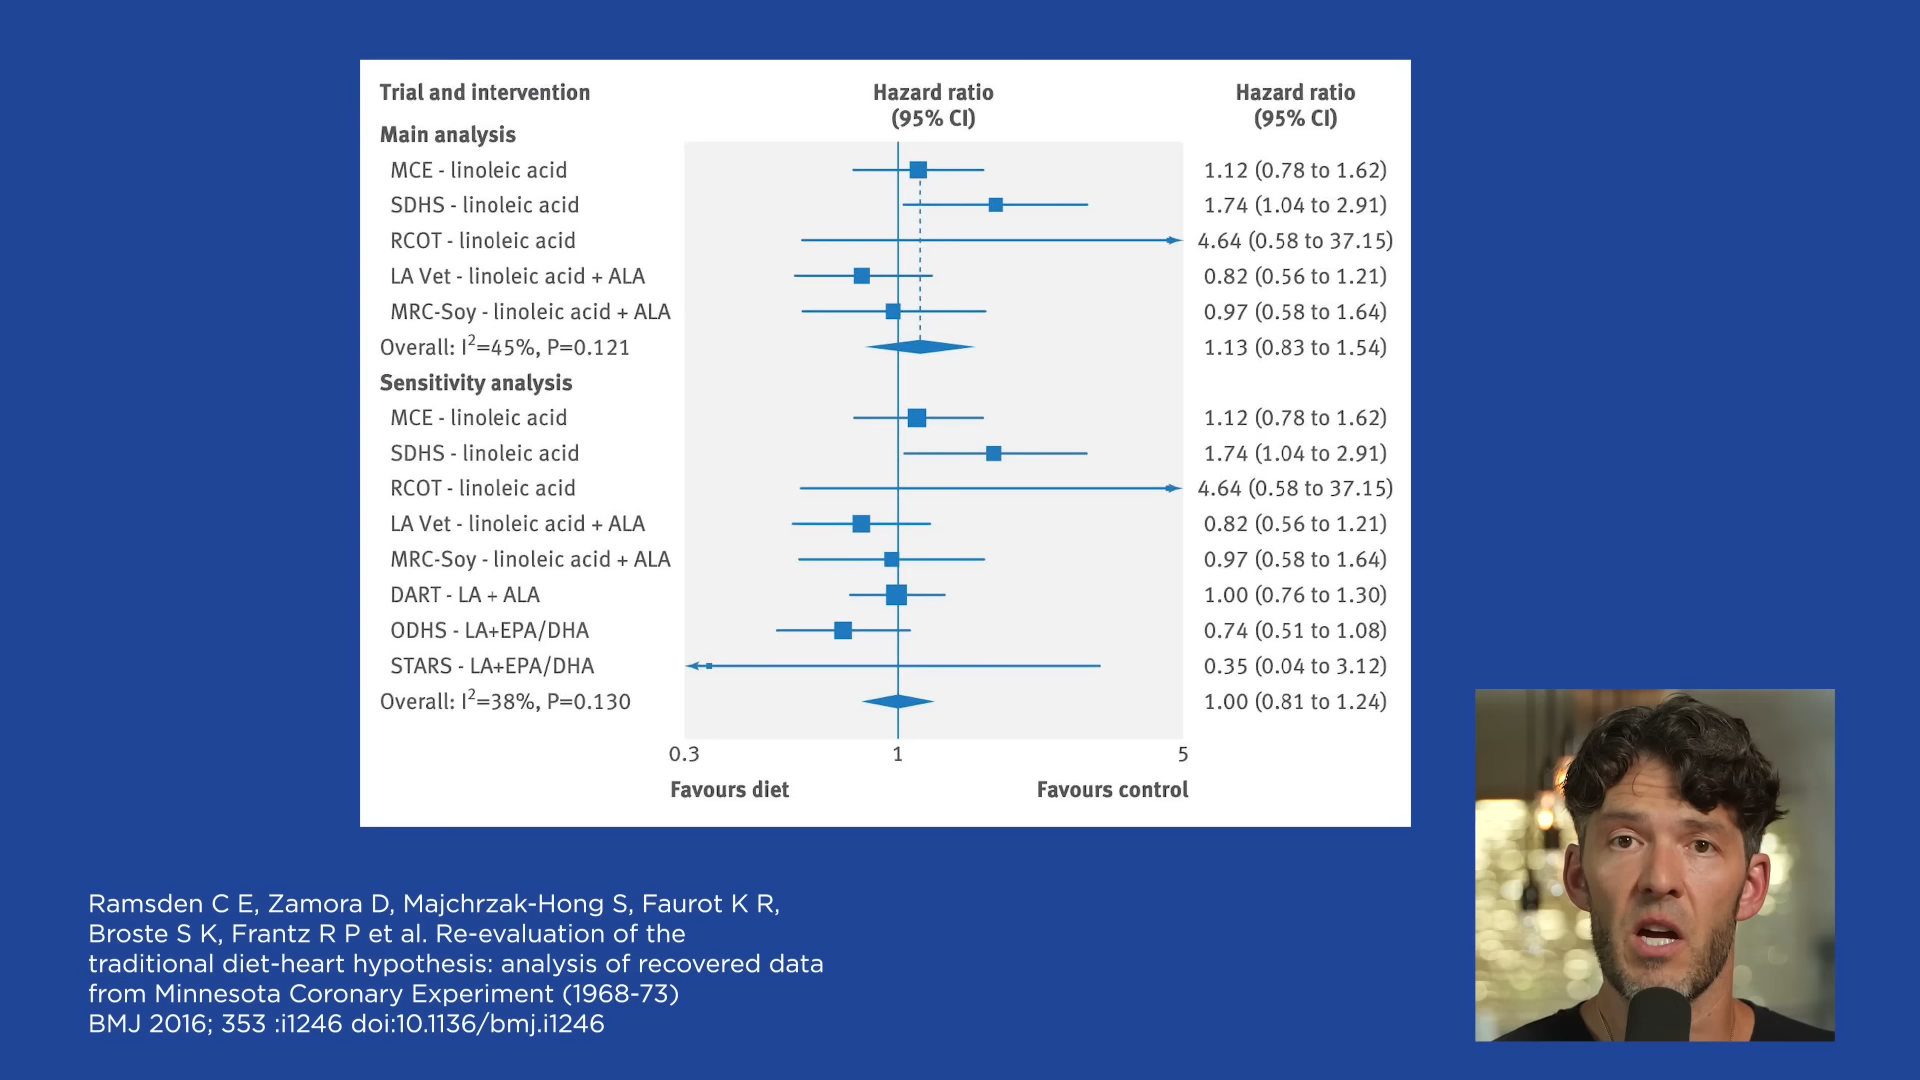 Trial and intervention
Hazard ratio
(95% CI)
Hazard ratio
(95% CI)
Main analysis
MCE - linoleic acid 1.12 (0.78 to 1.62)
SDHS - linoleic acid 1.74 (1.04 to 2.91)
RCOT - linoleic acid 4.64 (0.58 to 37.15)
LA Vet - linoleic acid + ALA 0.82 (0.56 to 1.21)
MRC-Soy - linoleic acid + ALA 0.97 (0.58 to 1.64)
Overall: I²=45%, P=0.121 1.13 (0.83 to 1.54)
Sensitivity analysis
MCE - linoleic acid 1.12 (0.78 to 1.62)
SDHS - linoleic acid 1.74 (1.04 to 2.91)
RCOT - linoleic acid 4.64 (0.58 to 37.15)
LA Vet - linoleic acid + ALA 0.82 (0.56 to 1.21)
MRC-Soy - linoleic acid + ALA 0.97 (0.58 to 1.64)
DART - LA + ALA 1.00 (0.76 to 1.30)
ODHS - LA+EPA/DHA 0.74 (0.51 to 1.08)
STARS - LA+EPA/DHA 0.35 (0.04 to 3.12)
Overall: I²=38%, P=0.130 1.00 (0.81 to 1.24)
0.3 1 5
Favours diet Favours control
Ramsden C E, Zamora D, Majchrzak-Hong S, Faurot K R,
Broste S K, Frantz R P et al. Re-evaluation of the
traditional diet-heart hypothesis: analysis of recovered data
from Minnesota Coronary Experiment (1968-73)
BMJ 2016; 353 :i1246 doi:10.1136/bmj.i1246